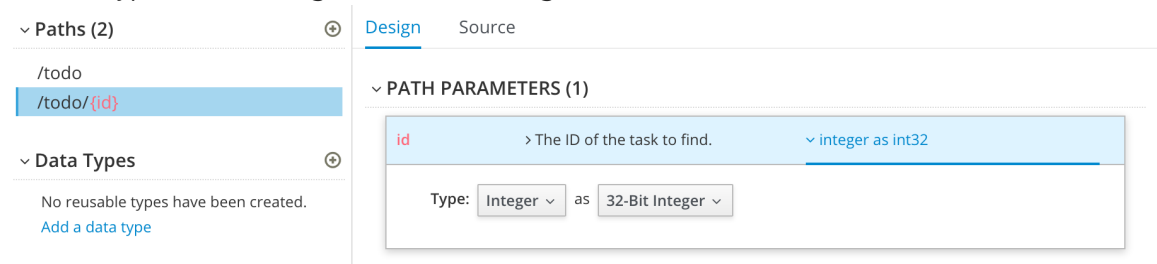 Paths (2)
/todo
/todo/{id}
Data Types
No reusable types have been created.
Add a data type
Design Source
PATH PARAMETERS (1)
id The ID of the task to find. integer as int32
Type: Integer as 32-Bit Integer